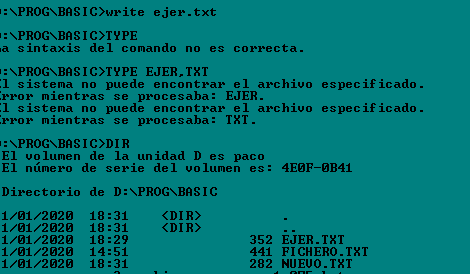 :\PROG\BASIC>write ejer.txt
:\PROG\BASIC>TYPE
a sintaxis del comando no es correcta.
:\PROG\BASIC>TYPE EJER,TXT
El sistema no puede encontrar el archivo especificado.
Error mientras se procesaba: EJER.
El sistema no puede encontrar el archivo especificado.
Error mientras se procesaba: TXT.
:\PROG\BASIC>DIR
El volumen de la unidad D es paco
El número de serie del volumen es: 4E0F-0B41
Directorio de D:\PROG\BASIC
1/01/2020 18:31 <DIR> .
1/01/2020 18:31 <DIR> ..
1/01/2020 18:29 352 EJER.TXT
1/01/2020 14:51 441 FICHERO.TXT
1/01/2020 18:31 282 NUEVO.TXT